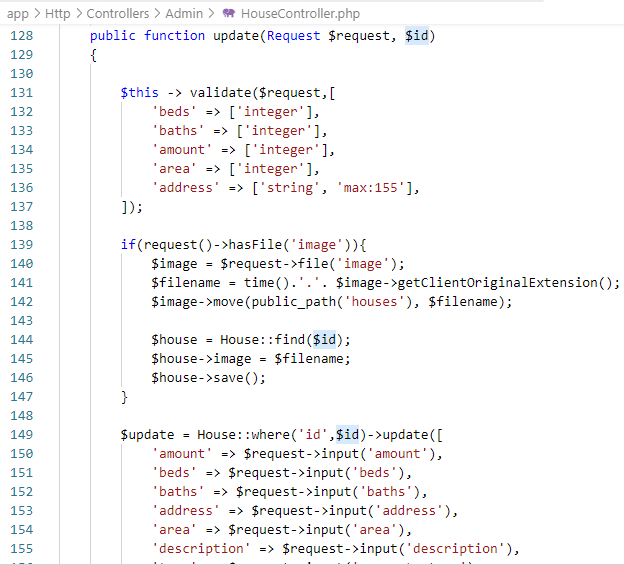 app > Http > Controllers > Admin > HouseController.php
128 public function update(Request $request, $id)
129 {
130
131 $this -> validate($request,[
132 'beds' => ['integer'],
133 'baths' => ['integer'],
134 'amount' => ['integer'],
135 'area' => ['integer'],
136 'address' => ['string', 'max:155'],
137 ]);
138
139 if(request()->hasFile('image')){
140 $image = $request->file('image');
141 $filename = time().'.'. $image->getClientOriginalExtension();
142 $image->move(public_path('houses'), $filename);
143
144 $house = House::find($id);
145 $house->image = $filename;
146 $house->save();
147 }
148
149 $update = House::where('id',$id)->update([
150 'amount' => $request->input('amount'),
151 'beds' => $request->input('beds'),
152 'baths' => $request->input('baths'),
153 'address' => $request->input('address'),
154 'area' => $request->input('area'),
155 'description' => $request->input('description'),